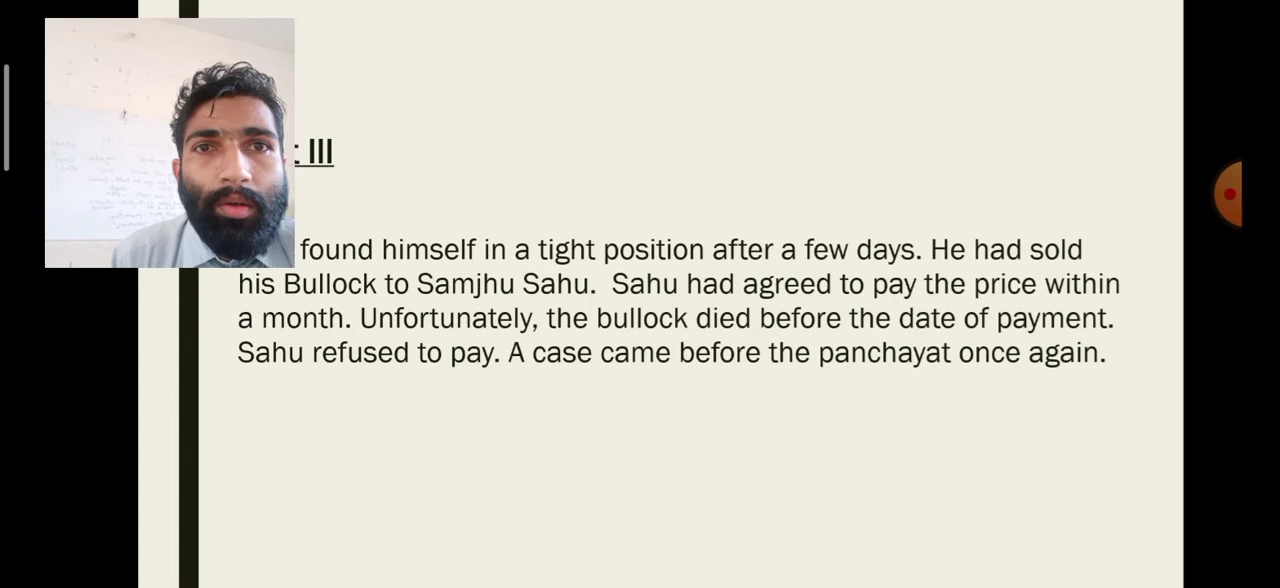 III
found himself in a tight position after a few days. He had sold
his Bullock to Samjhu Sahu. Sahu had agreed to pay the price within
a month. Unfortunately, the bullock died before the date of payment.
Sahu refused to pay. A case came before the panchayat once again.